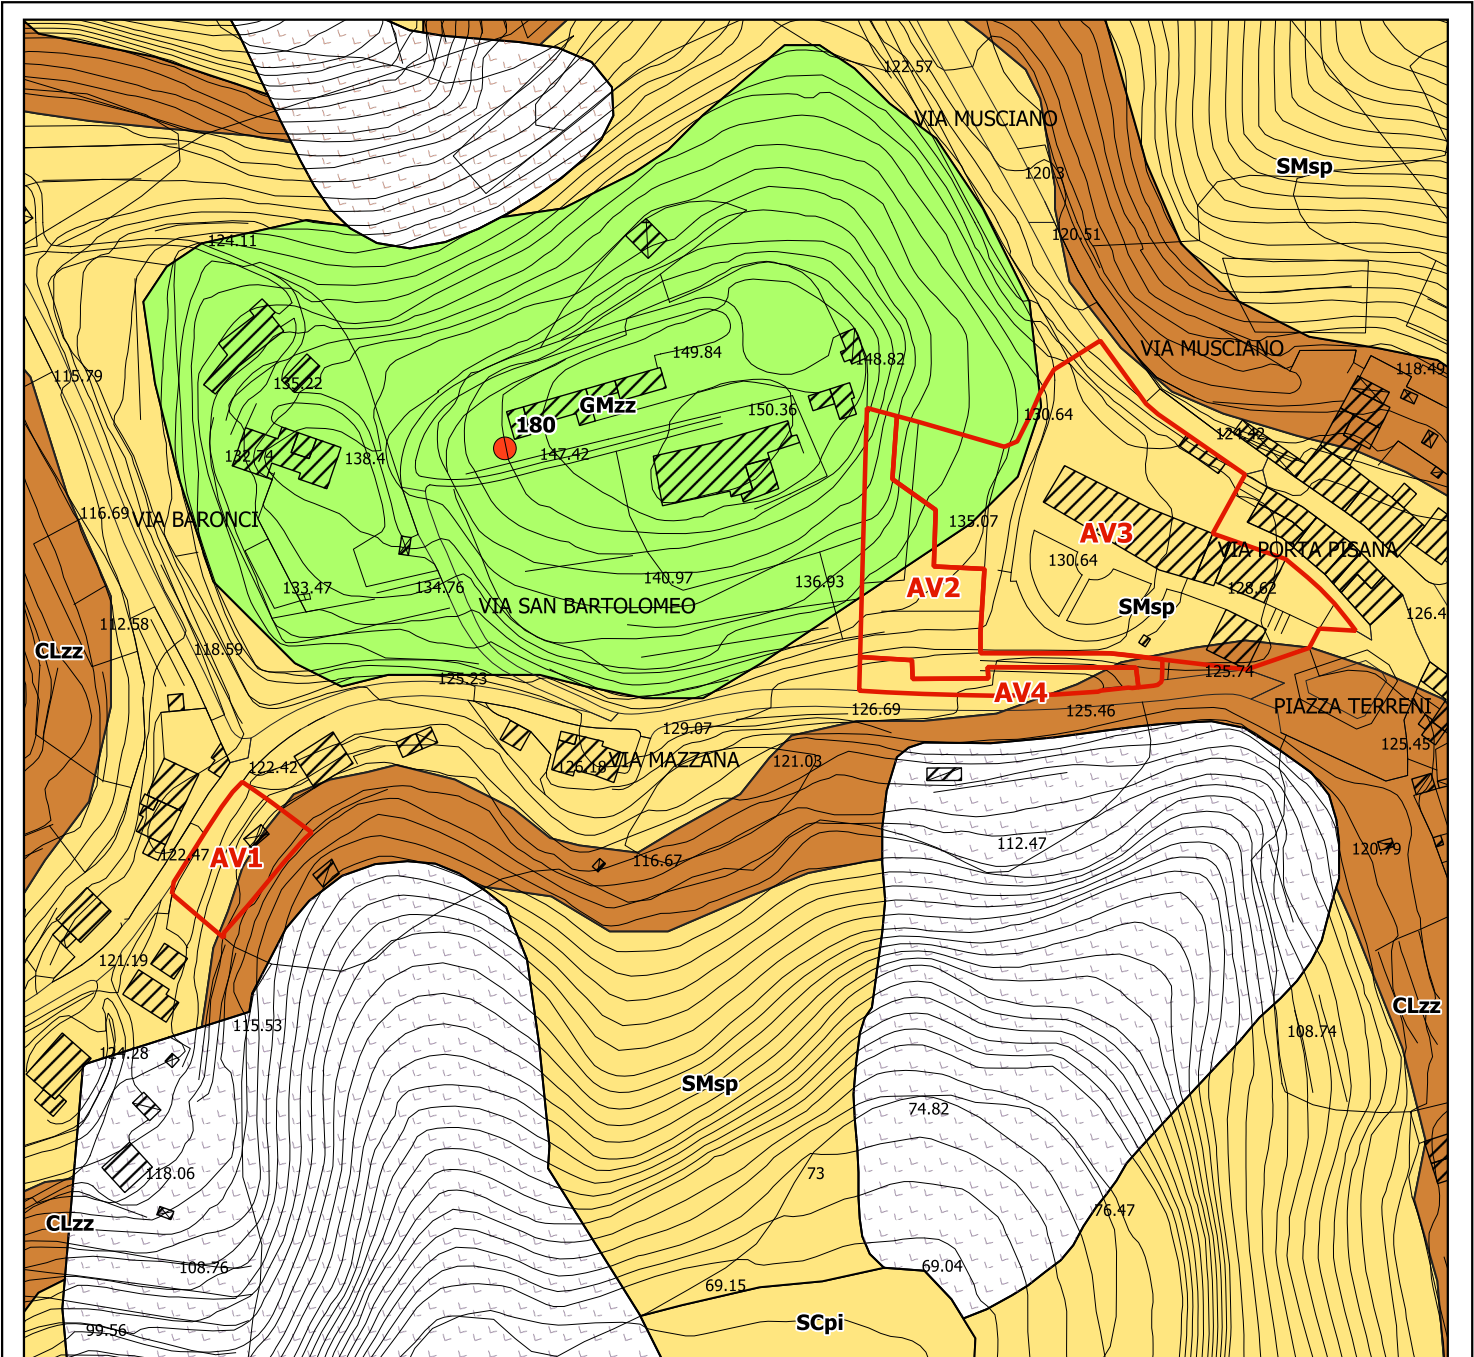 122.57
VIA MUSCIANO
SMsp
120.3
124.11
120.51
115.79
135.22
149.84
148.82
VIA MUSCIANO
118.49
180
GMzz
150.36
130.64
124.42
132.74
138.4
147.42
116.69
VIA BARONCI
135.07
AV3
VIA PORTA PISANA
130.64
133.47
134.76
140.97
136.93
AV2
128.62
VIA SAN BARTOLOMEO
SMsp
126.4
112.58
CLzz
118.59
125.23
125.74
AV4
126.69
125.46
PIAZZA TERRENI
129.07
125.45
122.42
126.18
VIA MAZZANA
121.03
122.47
AV1
116.67
112.47
120.79
121.19
CLzz
115.53
124.28
108.74
SMsp
74.82
118.06
73
CLzz
76.47
108.76
69.15
69.04
99.56
SCpi